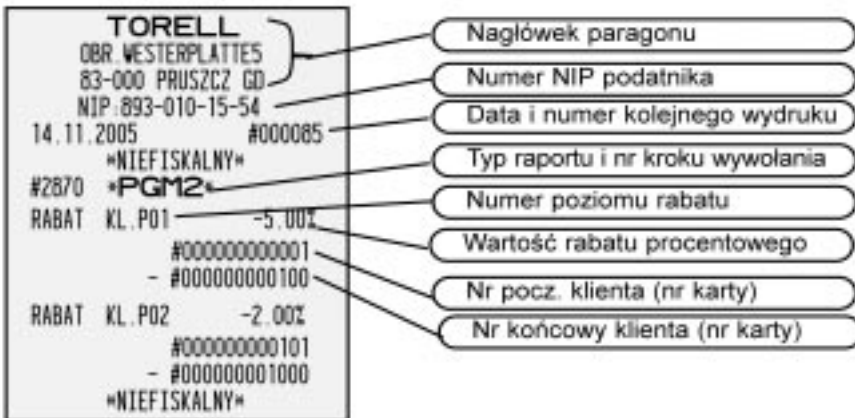 TORELL
OBR.WESTERPLATTE5
83-000 PRUSZCZ GD
NIP:893-010-15-54
14.11.2005 #000085
*NIEFISKALNY*
#2870 *PGM2*
RABAT KL.P01 -5.00%
#000000000001
- #000000000100
RABAT KL.P02 -2.00%
#000000000101
- #000000001000
*NIEFISKALNY*
Nagłówek paragonu
Numer NIP podatnika
Data i numer kolejnego wydruku
Typ raportu i nr kroku wywołania
Numer poziomu rabatu
Wartość rabatu procentowego
Nr pocz. klienta (nr karty)
Nr końcowy klienta (nr karty)